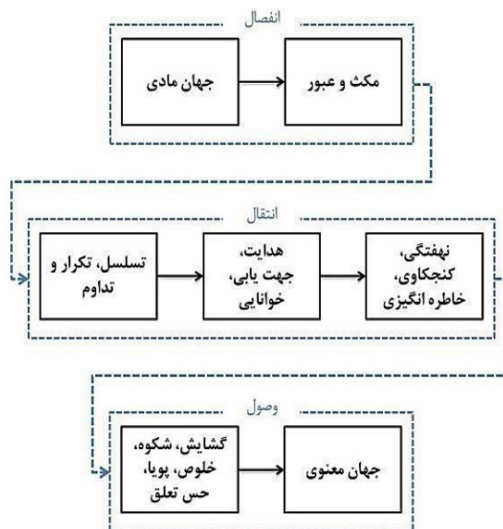 انفصال
جهان مادی
مکث و عبور
انتقال
تسلسل، تکرار و
تداوم
هدایت،
جهت یابی،
خوانایی
نهفتگی،
کنجکاوی،
خاطره انگیزی
وصول
گشایش، شکوه،
خلوص، پویا،
حس تعلق
جهان معنوی